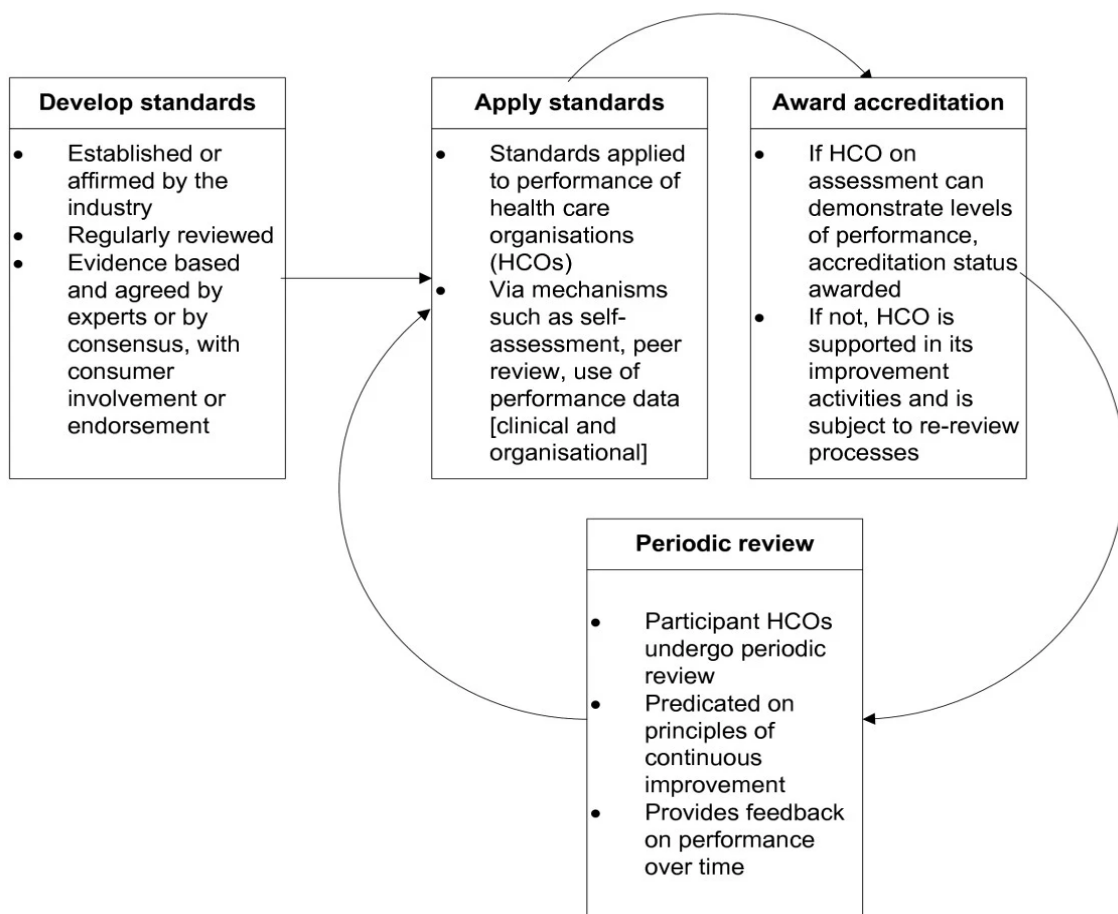 Develop standards
• Established or
affirmed by the
industry
• Regularly reviewed
• Evidence based
and agreed by
experts or by
consensus, with
consumer
involvement or
endorsement
Apply standards
• Standards applied
to performance of
health care
organisations
(HCOs)
• Via mechanisms
such as self-
assessment, peer
review, use of
performance data
[clinical and
organisational]
Award accreditation
• If HCO on
assessment can
demonstrate levels
of performance,
accreditation status
awarded
• If not, HCO is
supported in its
improvement
activities and is
subject to re-review
processes
Periodic review
• Participant HCOs
undergo periodic
review
• Predicated on
principles of
continuous
improvement
• Provides feedback
on performance
over time